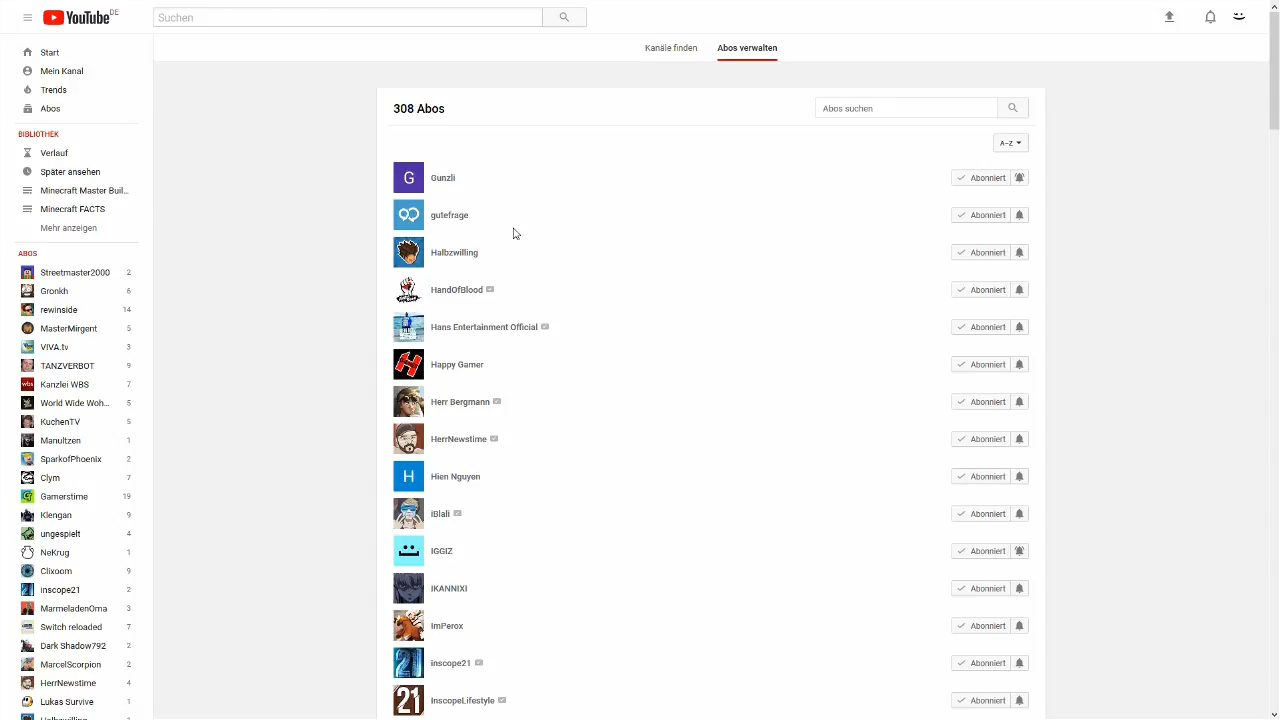 YouTube DE
Suchen
Kanäle finden
Abos verwalten
Start
Mein Kanal
Trends
Abos
BIBLIOTHEK
Verlauf
Später ansehen
Minecraft Master Buil...
Minecraft FACTS
Mehr anzeigen
ABOS
Streetmaster2000 2
Gronkh 6
rewinside 14
MasterMirgent 5
VIVA.tv 3
TANZVERBOT 9
Kanzlei WBS 7
World Wide Woh... 5
KuchenTV 5
Manultzen 1
SparkofPhoenix 2
Clym 7
Gamerstime 19
Klengan 9
ungespielt 4
NeKrug 1
Clixoom 9
Inscope21 2
MarmeladenOma 3
Switch reloaded 7
Dark Shadow792 2
MarcelScorpion 2
HerrNewstime 4
Lukas Survive 1
Halbzwilling
308 Abos
Abos suchen
A-Z
G Gunzli Abonniert
gutefrage Abonniert
Halbzwilling Abonniert
HandOfBlood Abonniert
Hans Entertainment Official Abonniert
Happy Gamer Abonniert
Herr Bergmann Abonniert
HerrNewstime Abonniert
H Hien Nguyen Abonniert
iBlali Abonniert
IGGIZ Abonniert
IKANNIXI Abonniert
ImPerox Abonniert
21 inscope21 Abonniert
21 InscopeLifestyle Abonniert